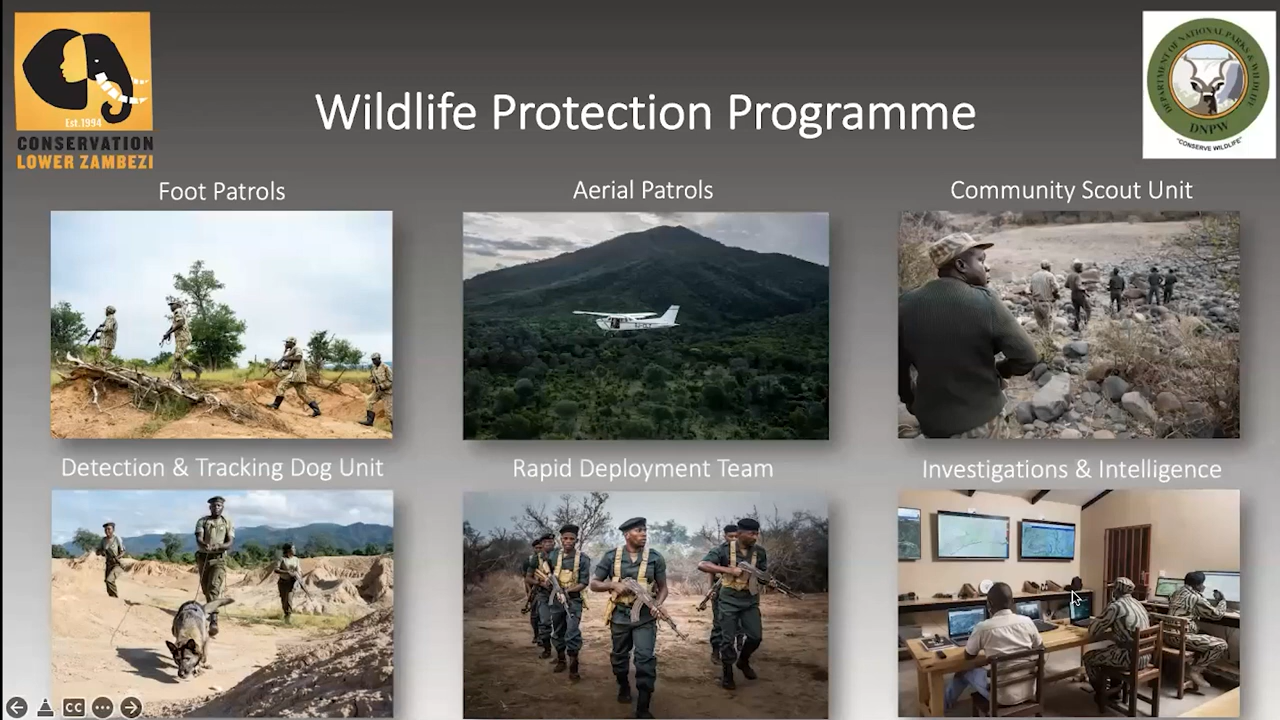 Est.1994
CONSERVATION
LOWER ZAMBEZI
Wildlife Protection Programme
DEPARTMENT OF NATIONAL PARKS & WILDLIFE
DNPW
"CONSERVE WILDLIFE"
Foot Patrols
Aerial Patrols
Community Scout Unit
Detection & Tracking Dog Unit
Rapid Deployment Team
Investigations & Intelligence
CC